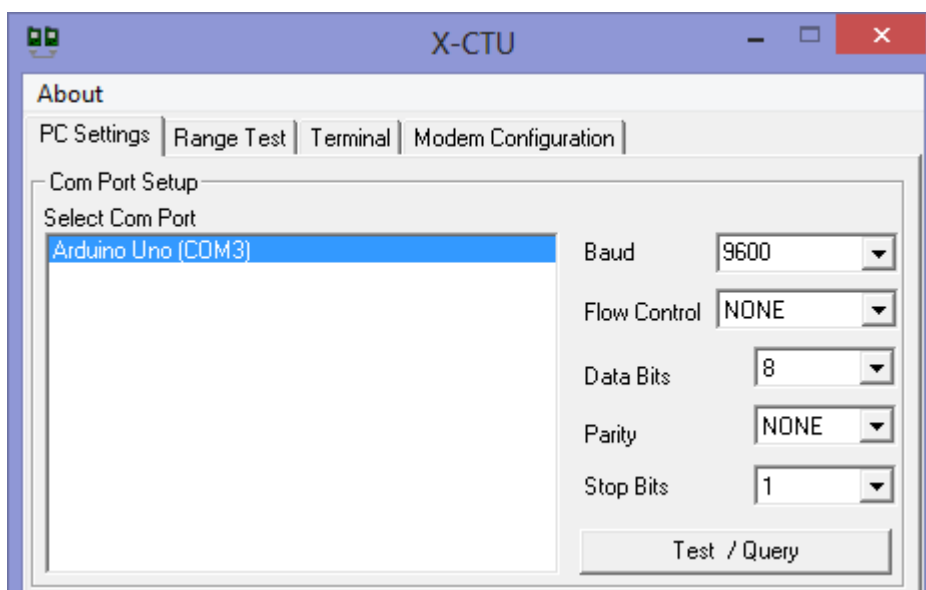 X-CTU
About
PC Settings Range Test Terminal Modem Configuration
Com Port Setup
Select Com Port
Arduino Uno (COM3)
Baud 9600
Flow Control NONE
Data Bits 8
Parity NONE
Stop Bits 1
Test / Query